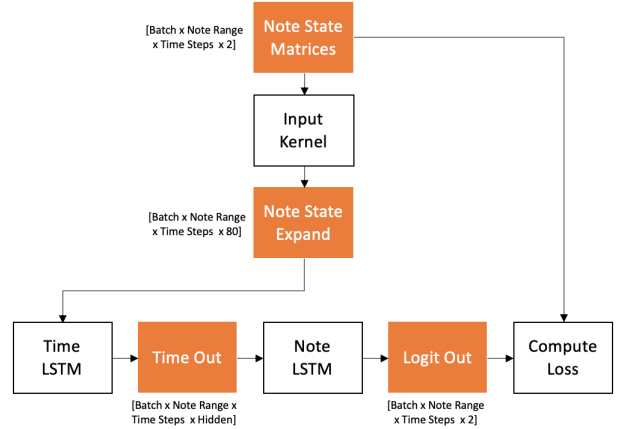 [Batch x Note Range
x Time Steps x 2]
Note State
Matrices
Input
Kernel
[Batch x Note Range
x Time Steps x 80]
Note State
Expand
Time
LSTM
Time Out
Note
LSTM
Logit Out
Compute
Loss
[Batch x Note Range x
Time Steps x Hidden]
[Batch x Note Range
x Time Steps x 2]